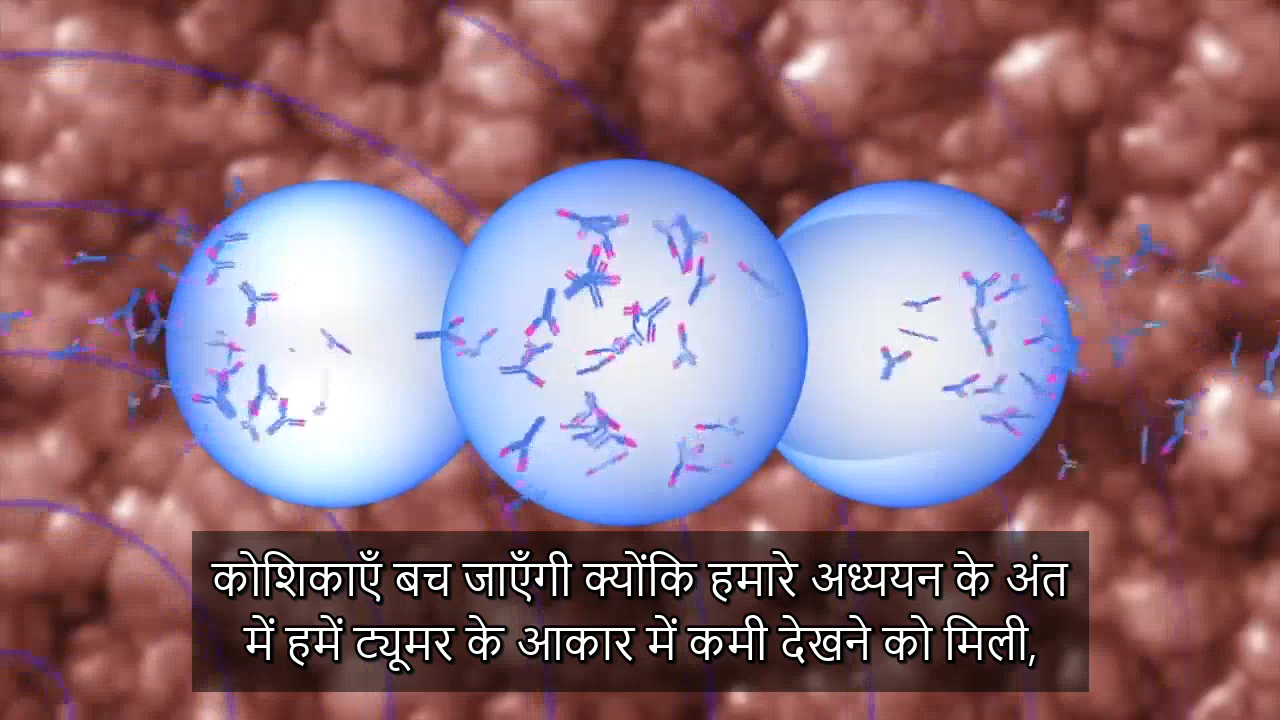 कोशिकाएँ बच जाएँगी क्योंकि हमारे अध्ययन के अंत
में हमें ट्यूमर के आकार में कमी देखने को मिली,